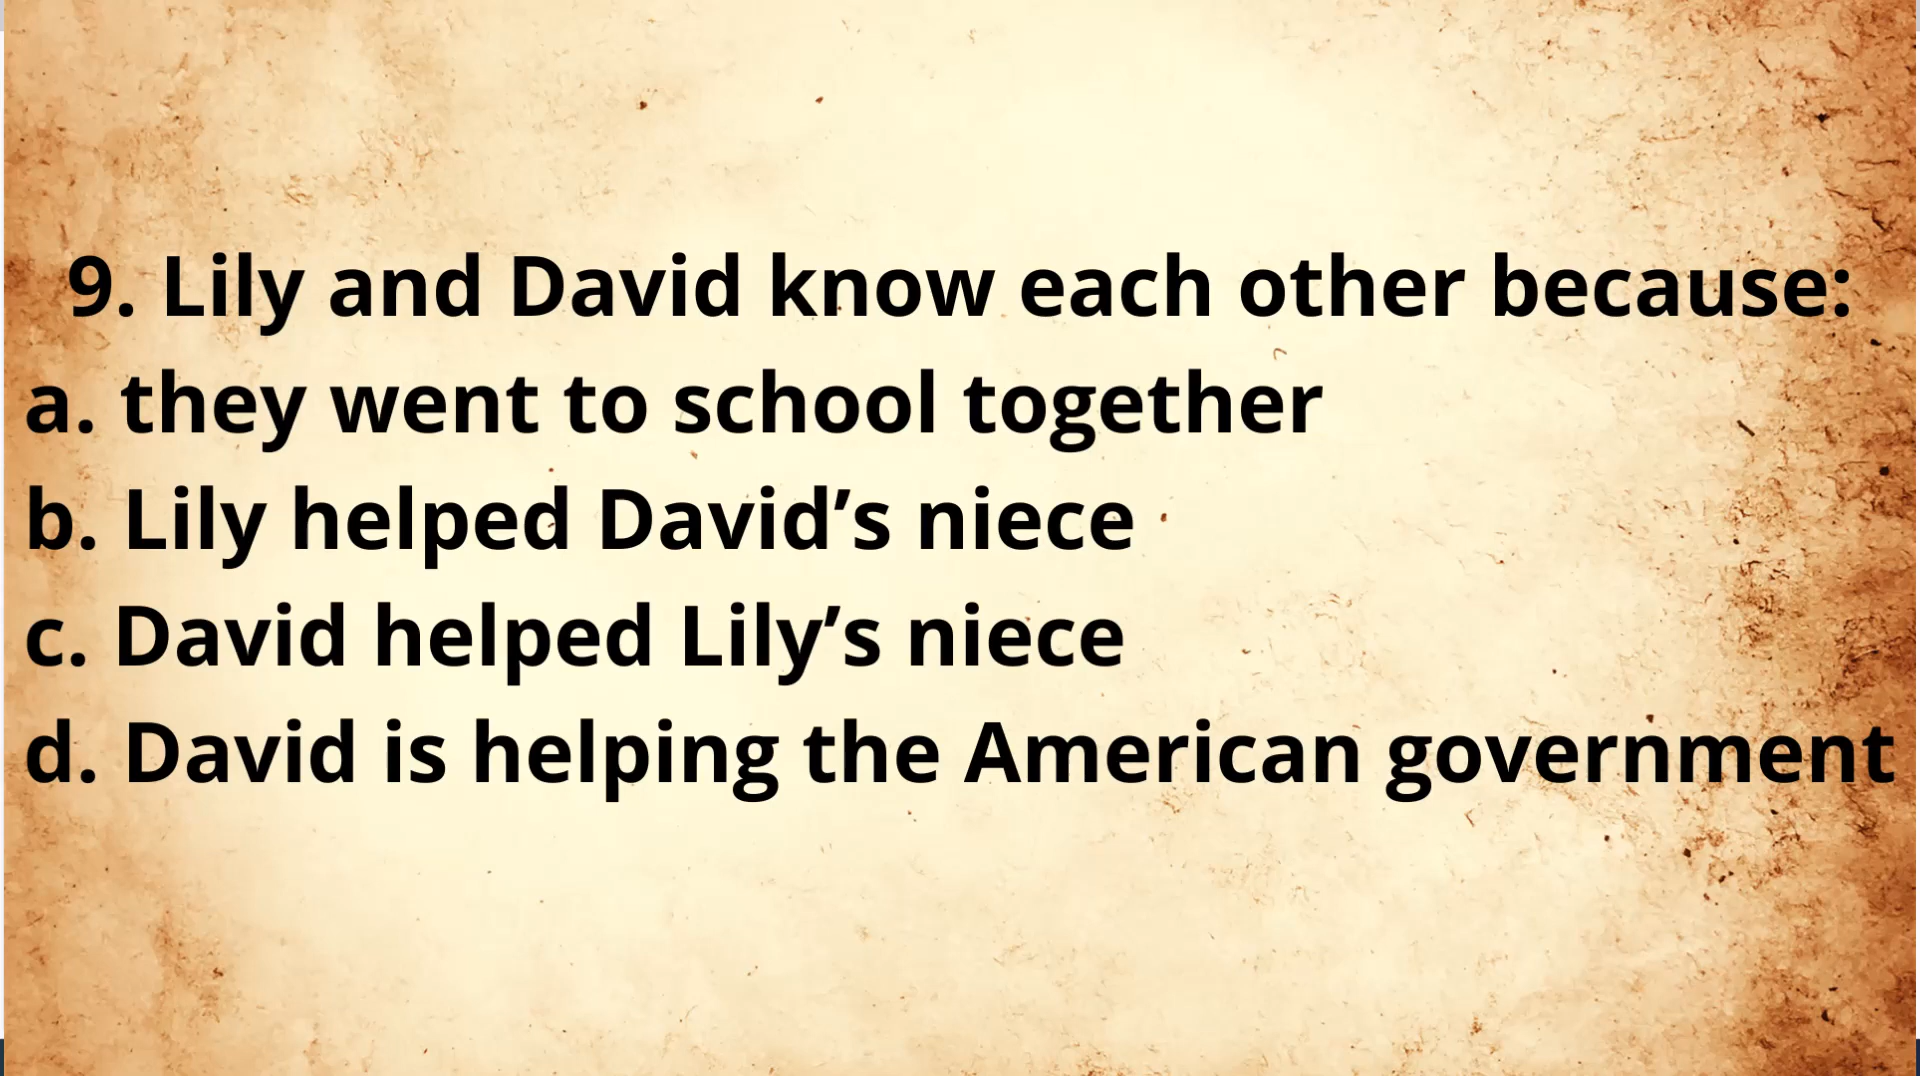 9. Lily and David know each other because:
a. they went to school together
b. Lily helped David’s niece
c. David helped Lily’s niece
d. David is helping the American government